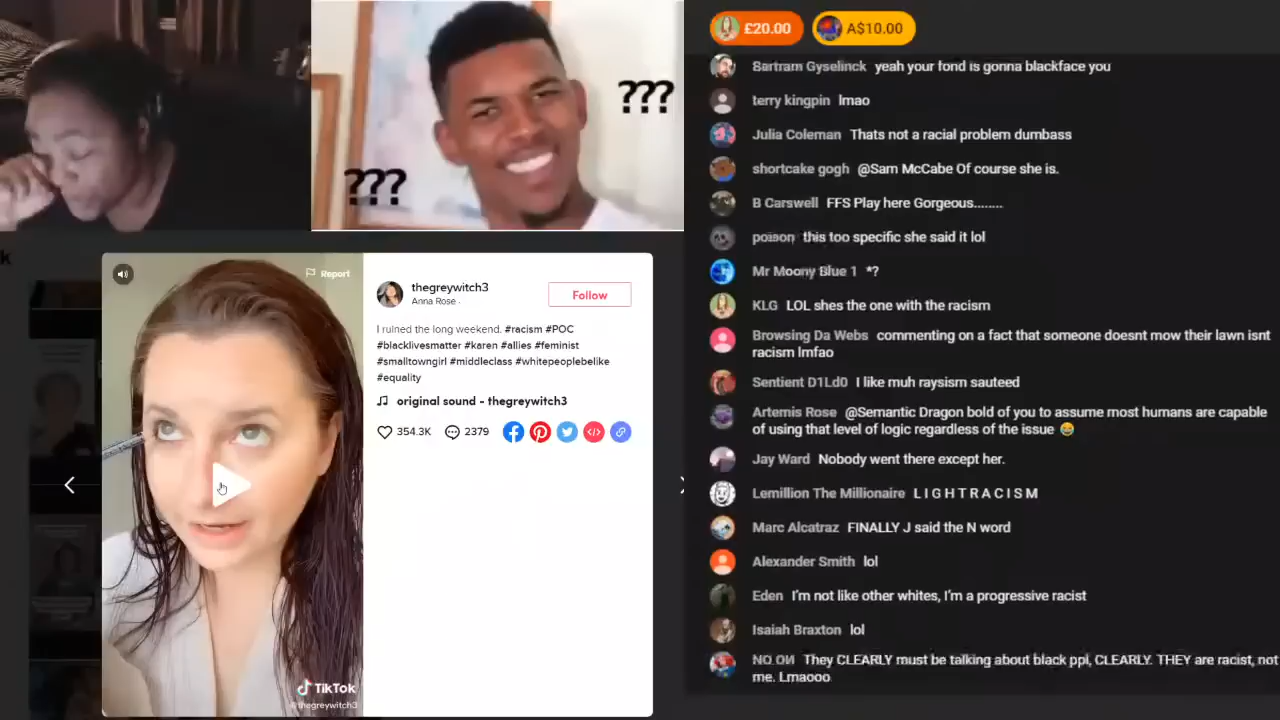 ???
???
k
Report
TikTok
@thegreywitch3
thegreywitch3
Anna Rose ·
Follow
I ruined the long weekend. #racism #POC
#blacklivesmatter #karen #allies #feminist
#smalltowngirl #middleclass #whitepeoplebelike
#equality
original sound - thegreywitch3
354.3K
2379
£20.00
A$10.00
Bartram Gyselinck yeah your fond is gonna blackface you
terry kingpin lmao
Julia Coleman Thats not a racial problem dumbass
shortcake gogh @Sam McCabe Of course she is.
B Carswell FFS Play here Gorgeous........
poison this too specific she said it lol
Mr Moony Blue 1 *?
KLG LOL shes the one with the racism
Browsing Da Webs commenting on a fact that someone doesnt mow their lawn isnt
racism lmfao
Sentient D1Ld0 I like muh raysism sauteed
Artemis Rose @Semantic Dragon bold of you to assume most humans are capable
of using that level of logic regardless of the issue 😂
Jay Ward Nobody went there except her.
Lemillion The Millionaire L I G H T R A C I S M
Marc Alcatraz FINALLY J said the N word
Alexander Smith lol
Eden I'm not like other whites, I'm a progressive racist
Isaiah Braxton lol
NO ON They CLEARLY must be talking about black ppl, CLEARLY. THEY are racist, not
me. Lmaooo